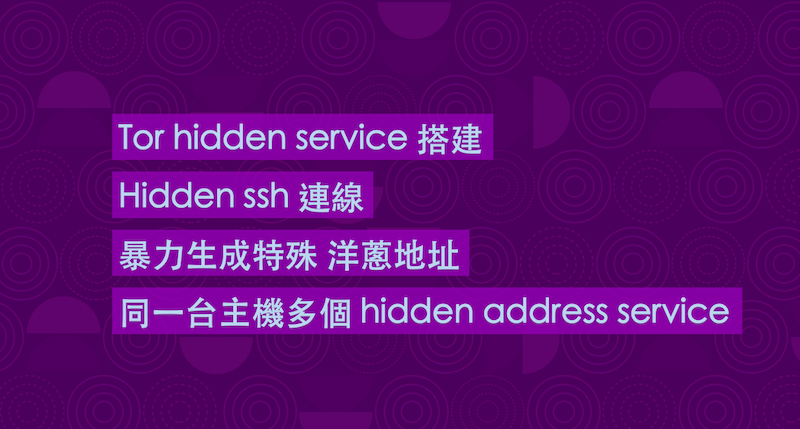 Tor hidden service 搭建
Hidden ssh 連線
暴力生成特殊 洋蔥地址
同一台主機多個 hidden address service